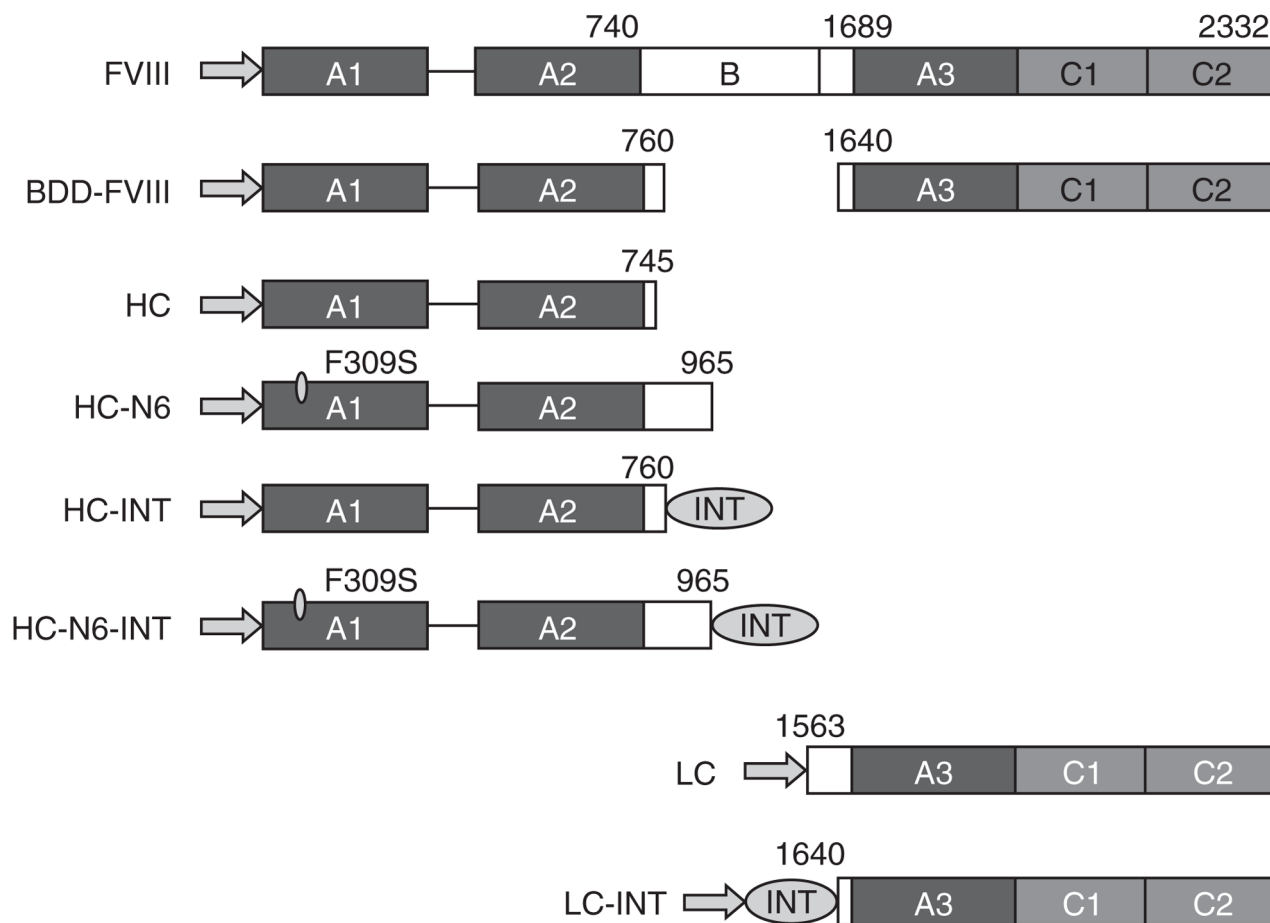 740 1689 2332
FVIII A1 A2 B A3 C1 C2
760 1640
BDD-FVIII A1 A2 A3 C1 C2
745
HC A1 A2
F309S 965
HC-N6 A1 A2
760
HC-INT A1 A2 INT
F309S 965
HC-N6-INT A1 A2 INT
1563
LC A3 C1 C2
1640
LC-INT INT A3 C1 C2